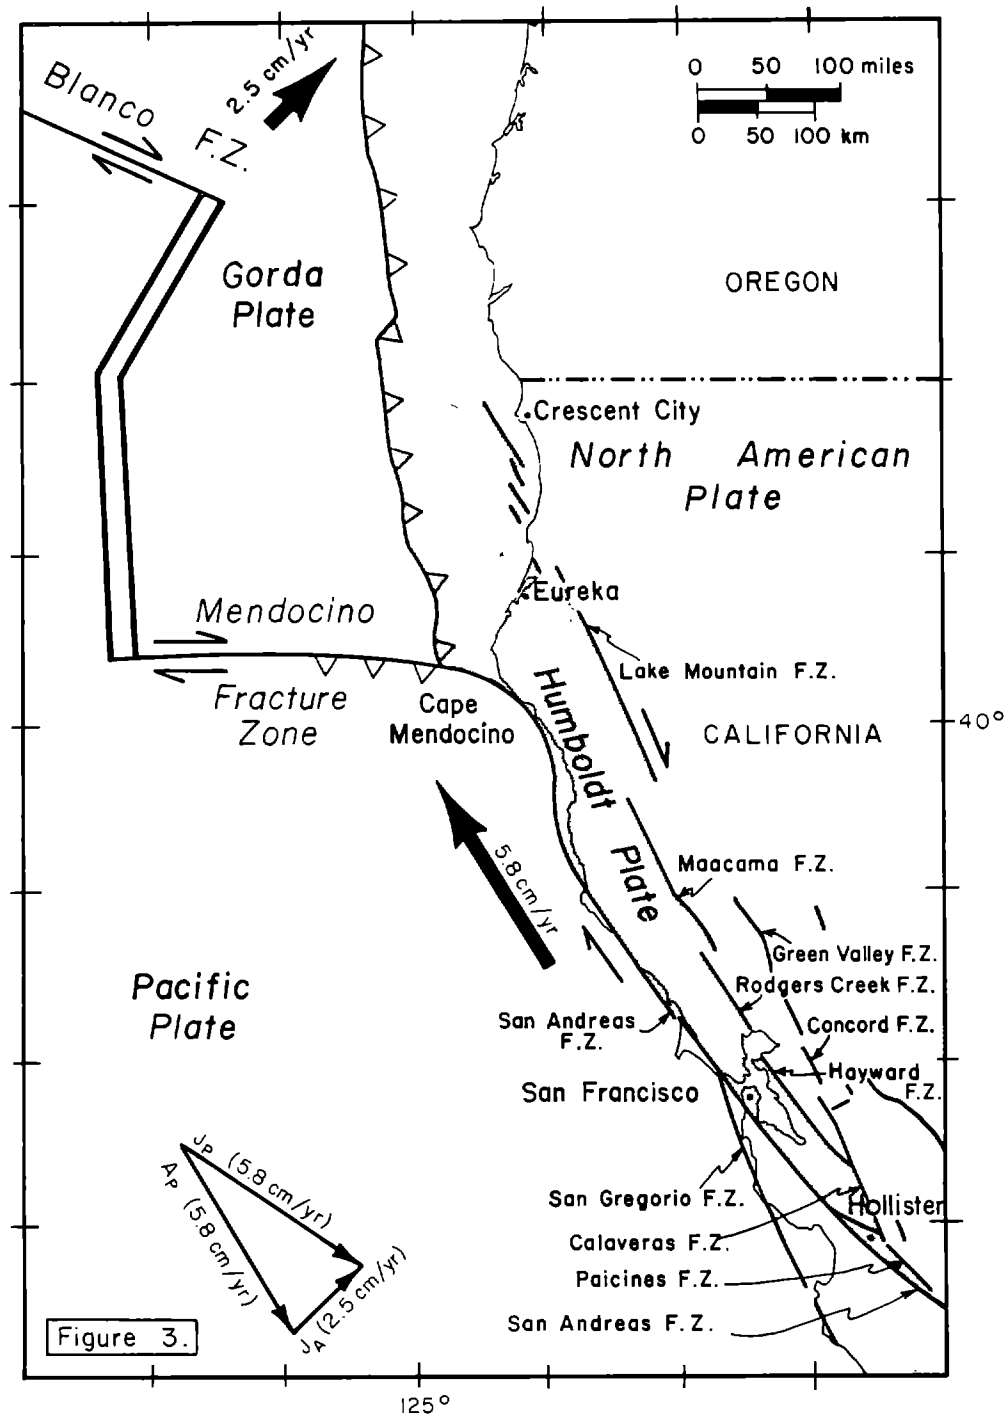 2.5 cm/yr
0 50 100 miles
0 50 100 km
Blanco
F.Z.
Gorda
Plate
OREGON
Crescent City
North American
Plate
Eureka
Mendocino
Fracture
Zone
Lake Mountain F.Z.
Cape
Mendocino
Humboldt
Plate
CALIFORNIA
40°
5.8 cm/yr
Maacama F.Z.
Green Valley F.Z.
Rodgers Creek F.Z.
Pacific
Plate
San Andreas
F.Z.
Concord F.Z.
Hayward
F.Z.
San Francisco
JP (5.8 cm/yr)
AP (5.8 cm/yr)
JA (2.5 cm/yr)
San Gregorio F.Z.
Hollister
Calaveras F.Z.
Paicines F.Z.
San Andreas F.Z.
Figure 3.
125°